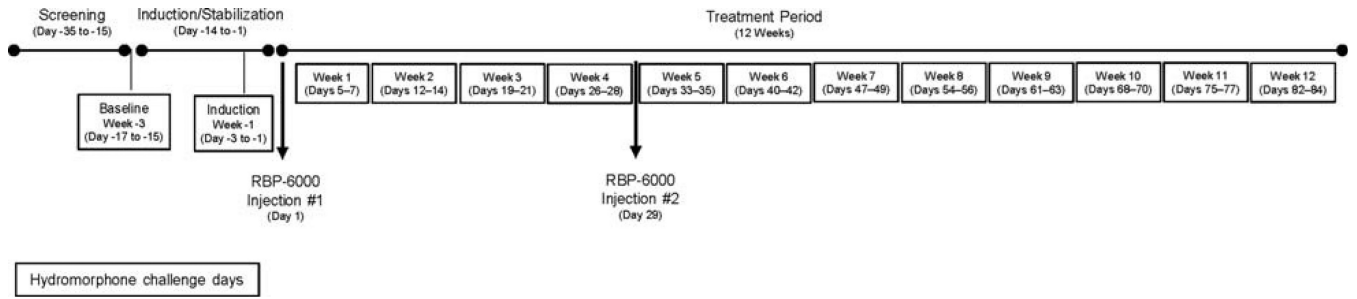 Screening
(Day -35 to -15)
Induction/Stabilization
(Day -14 to -1)
Treatment Period
(12 Weeks)
Week 1
(Days 5–7)
Week 2
(Days 12–14)
Week 3
(Days 19–21)
Week 4
(Days 26–28)
Week 5
(Days 33–35)
Week 6
(Days 40–42)
Week 7
(Days 47–49)
Week 8
(Days 54–56)
Week 9
(Days 61–63)
Week 10
(Days 68–70)
Week 11
(Days 75–77)
Week 12
(Days 82–84)
Baseline
Week -3
(Day -17 to -15)
Induction
Week -1
(Day -3 to -1)
RBP-6000
Injection #1
(Day 1)
RBP-6000
Injection #2
(Day 29)
Hydromorphone challenge days